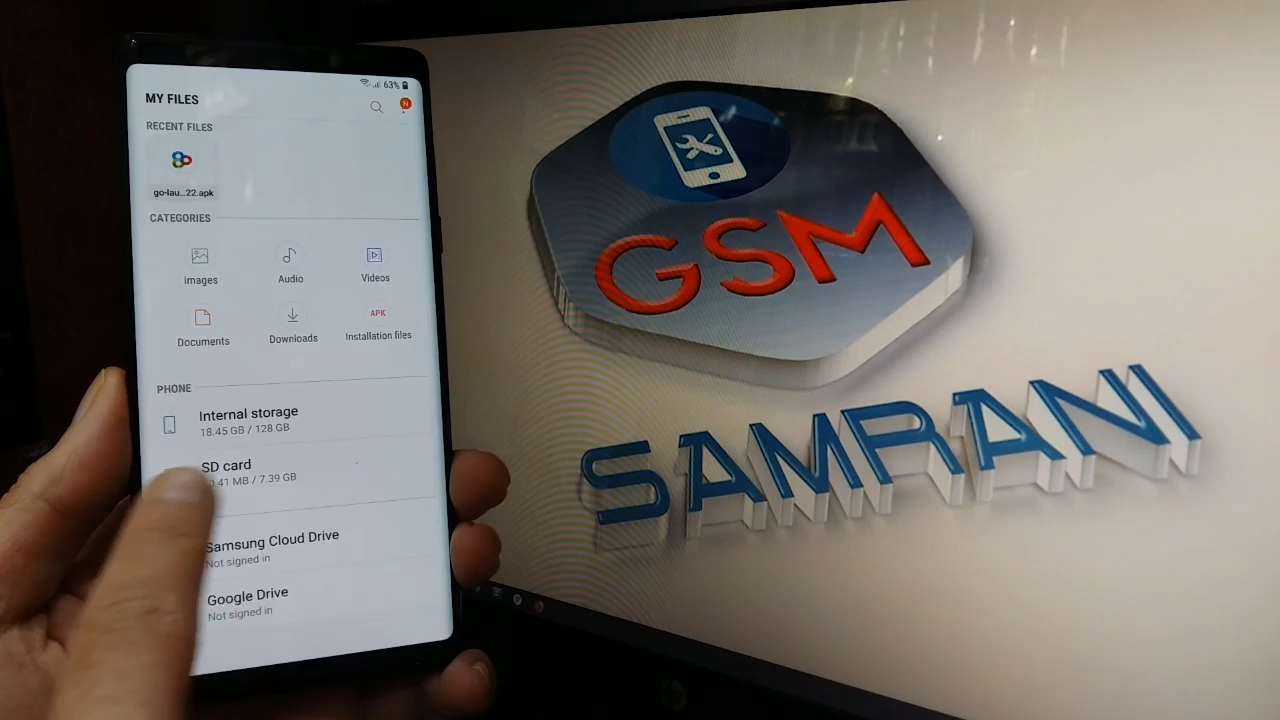 63%
MY FILES
N
RECENT FILES
go-lau...22.apk
CATEGORIES
Images
Audio
Videos
APK
Documents
Downloads
Installation files
PHONE
Internal storage
18.45 GB / 128 GB
SD card
.41 MB / 7.39 GB
Samsung Cloud Drive
Not signed in
Google Drive
Not signed in
GSM
SAMRANI